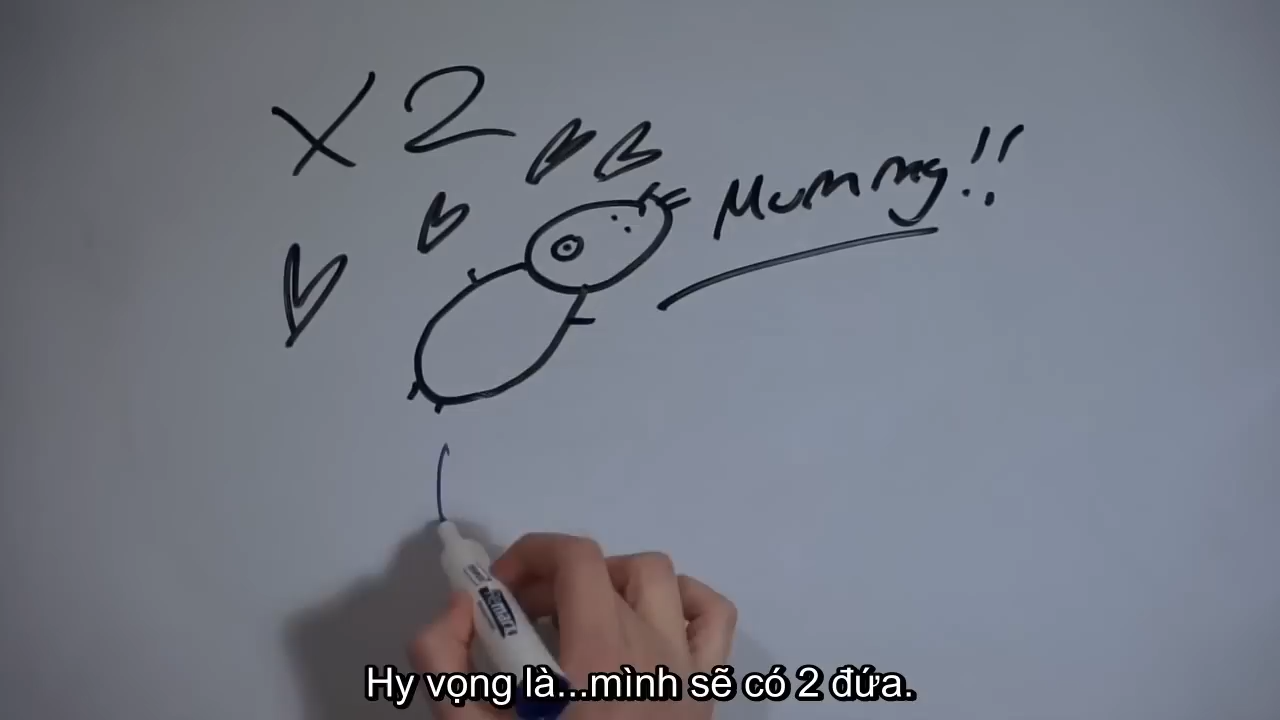 X2
Mummy!!
Hy vọng là...mình sẽ có 2 đứa.